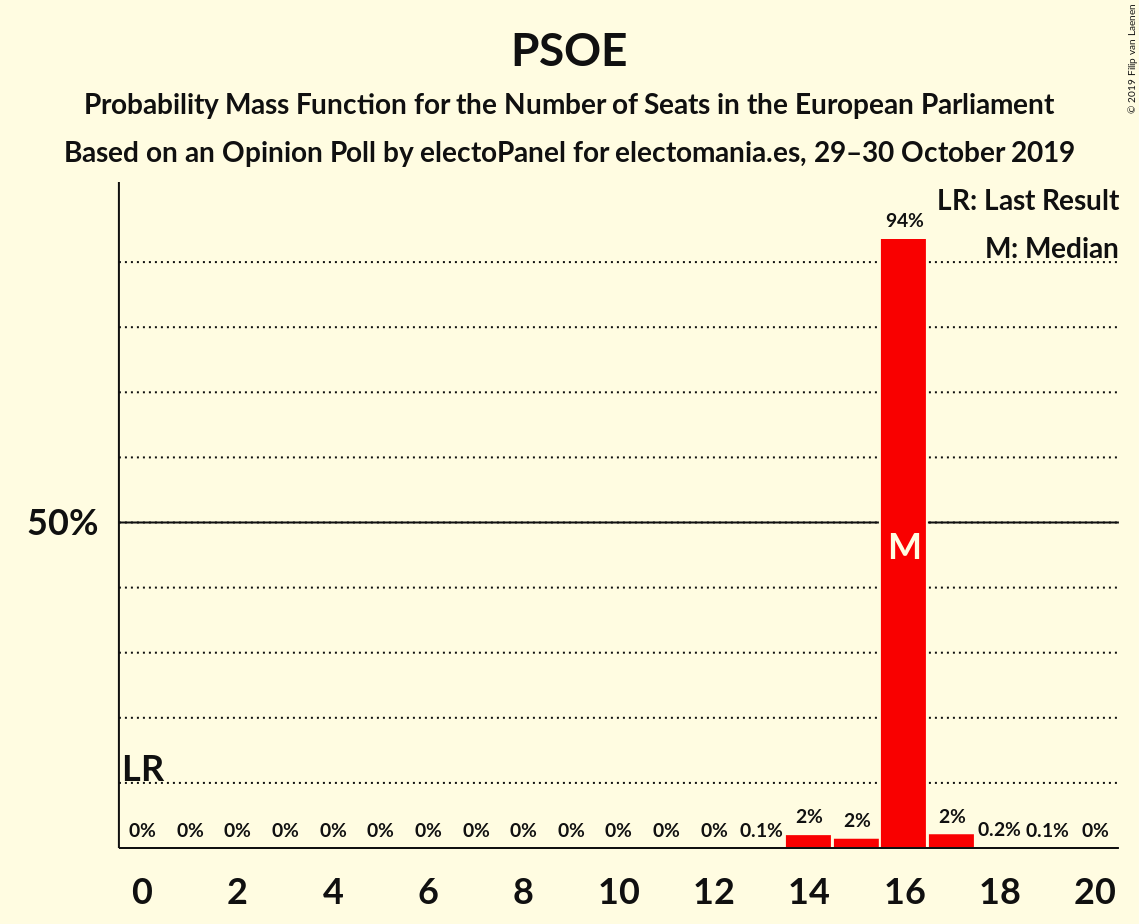 PSOE
Probability Mass Function for the Number of Seats in the European Parliament
Based on an Opinion Poll by electoPanel for electomania.es, 29–30 October 2019
© 2019 Filip van Laenen
LR: Last Result
M: Median
94%
50%
M
LR
0% 0% 0% 0% 0% 0% 0% 0% 0% 0% 0% 0% 0% 0.1% 2% 2% 2% 0.2% 0.1% 0%
0 2 4 6 8 10 12 14 16 18 20